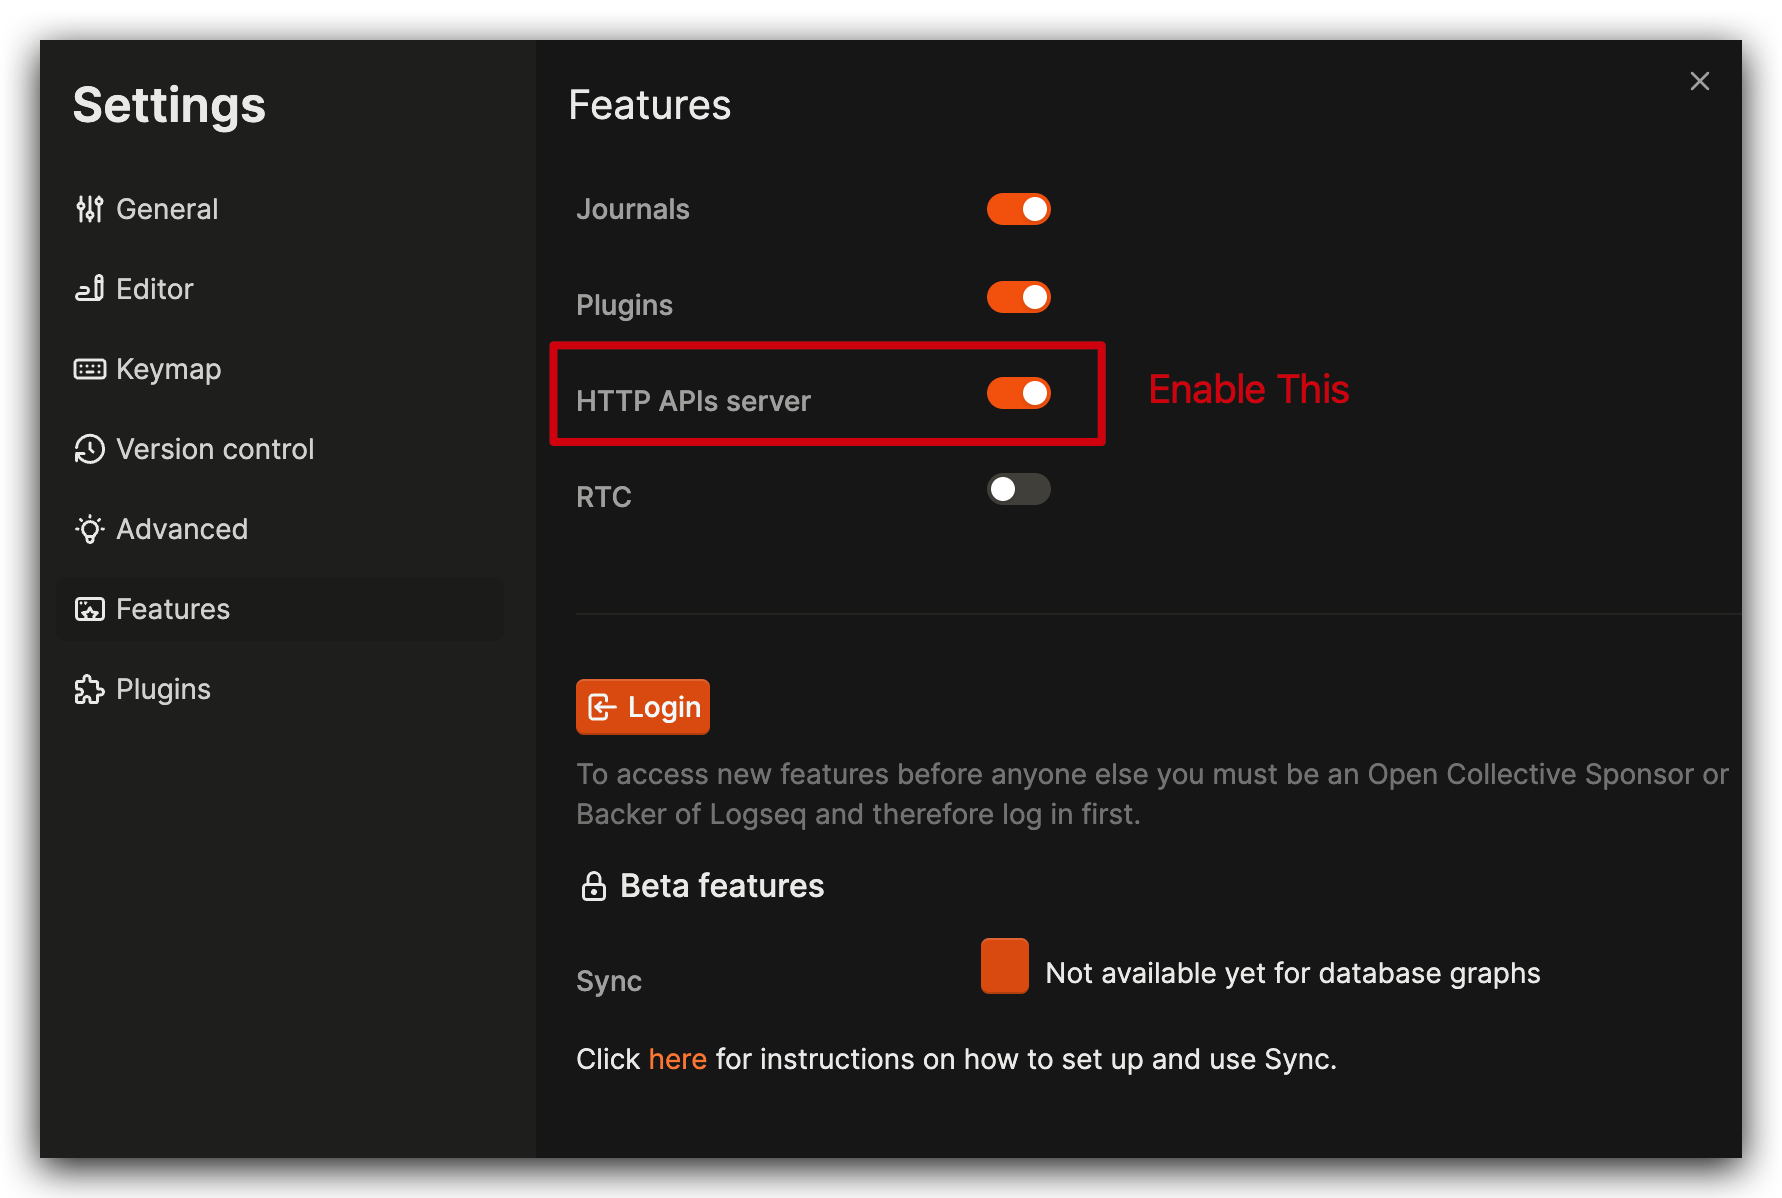 Settings
General
Editor
Keymap
Version control
Advanced
Features
Plugins
Features
Journals
Plugins
HTTP APIs server
Enable This
RTC
Login
To access new features before anyone else you must be an Open Collective Sponsor or
Backer of Logseq and therefore log in first.
Beta features
Sync
Not available yet for database graphs
Click here for instructions on how to set up and use Sync.